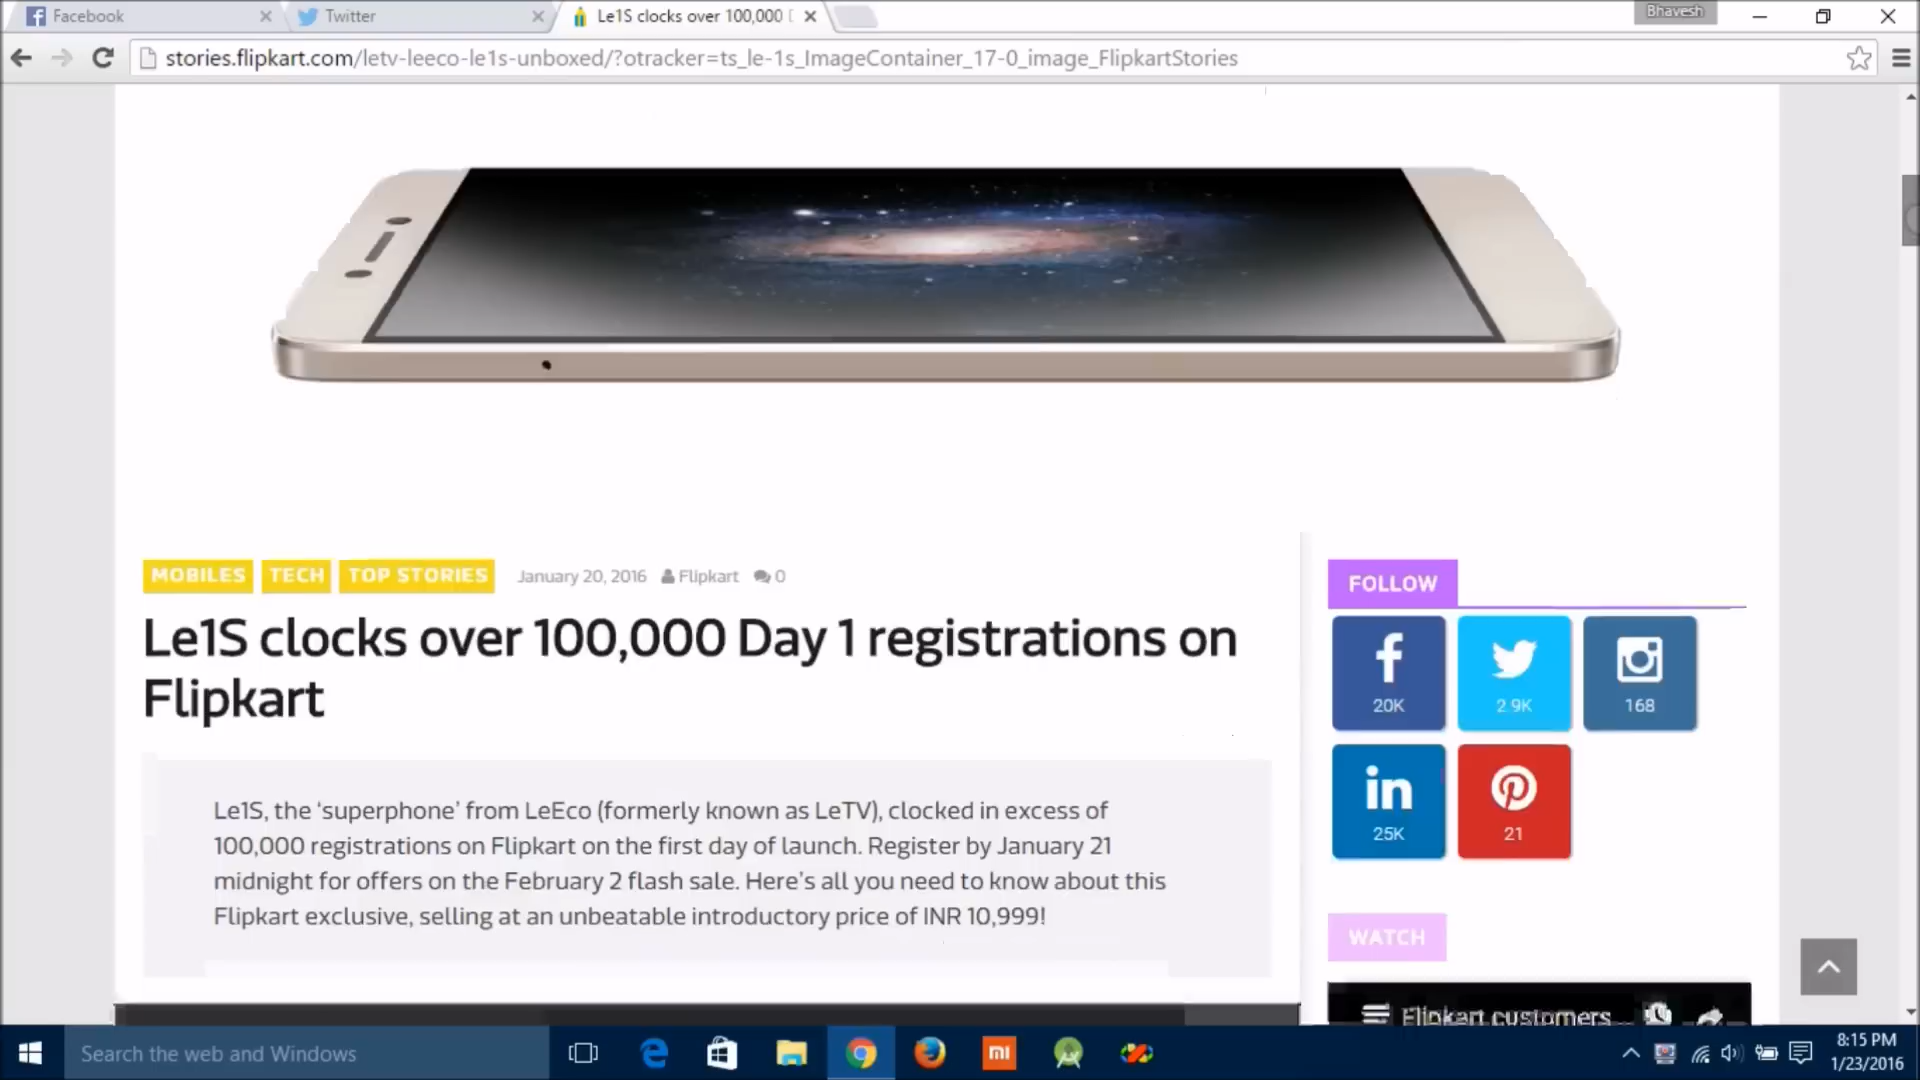 Facebook
Twitter
Le1S clocks over 100,000
Bhavesh
stories.flipkart.com/letv-leeco-le1s-unboxed/?otracker=ts_le-1s_ImageContainer_17-0_image_FlipkartStories
MOBILES TECH TOP STORIES January 20, 2016 Flipkart 0
Le1S clocks over 100,000 Day 1 registrations on
Flipkart
Le1S, the ‘superphone’ from LeEco (formerly known as LeTV), clocked in excess of
100,000 registrations on Flipkart on the first day of launch. Register by January 21
midnight for offers on the February 2 flash sale. Here’s all you need to know about this
Flipkart exclusive, selling at an unbeatable introductory price of INR 10,999!
FOLLOW
20K 2.9K 168
25K 21
WATCH
Flipkart customers...
Search the web and Windows
mi
8:15 PM
1/23/2016